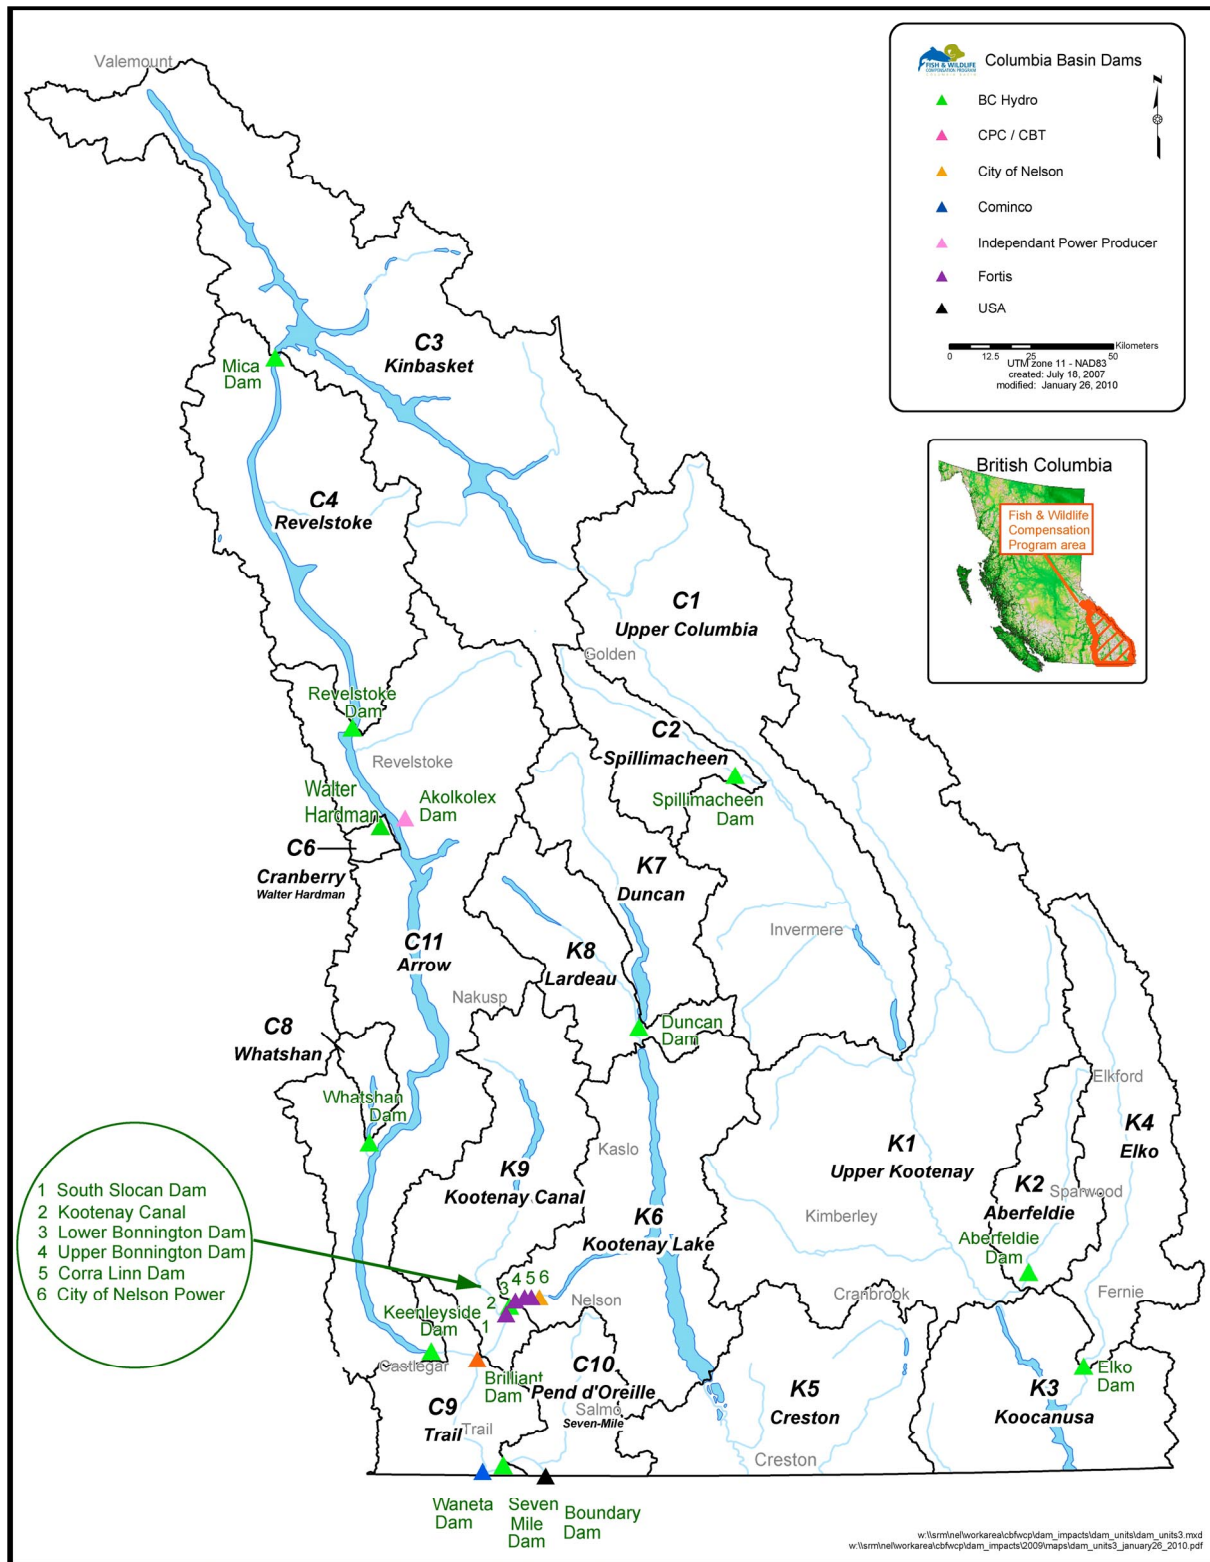 Valemount
FISH & WILDLIFE
COMPENSATION PROGRAM
COLUMBIA BASIN
Columbia Basin Dams
N
BC Hydro
CPC / CBT
City of Nelson
Cominco
Independant Power Producer
Fortis
USA
Kilometers
0 12.5 25 50
UTM zone 11 - NAD83
created: July 18, 2007
modified: January 26, 2010
British Columbia
Fish & Wildlife
Compensation
Program area
C3
Kinbasket
Mica
Dam
C4
Revelstoke
C1
Upper Columbia
Golden
Revelstoke
Dam
C2
Spillimacheen
Revelstoke
Spillimacheen
Dam
Walter
Hardman
Akolkolex
Dam
C6
Cranberry
Walter Hardman
K7
Duncan
C11
Arrow
K8
Lardeau
Invermere
Nakusp
C8
Whatshan
Duncan
Dam
Whatshan
Dam
Elkford
K4
Elko
K1
Upper Kootenay
Kaslo
K9
Kootenay Canal
K2
Aberfeldie
Sparwood
K6
Kootenay Lake
Kimberley
Aberfeldie
Dam
1 South Slocan Dam
2 Kootenay Canal
3 Lower Bonnington Dam
4 Upper Bonnington Dam
5 Corra Linn Dam
6 City of Nelson Power
1
2
3
4
5
6
Nelson
Cranbrook
Fernie
Keenleyside
Dam
Castlegar
Brilliant
Dam
C10
Pend d'Oreille
Salmo
Seven-Mile
K5
Creston
Elko
Dam
K3
Koocanusa
C9
Trail
Trail
Creston
Waneta
Dam
Seven
Mile
Dam
Boundary
Dam
w:\\srm\nel\workarea\cbfwcp\dam_impacts\dam_units\dam_units3.mxd
w:\\srm\nel\workarea\cbfwcp\dam_impacts\2009\maps\dam_units3_january26_2010.pdf